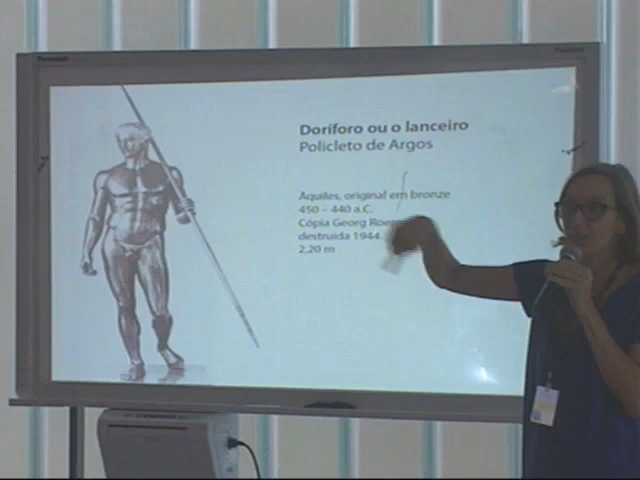 Doríforo ou o lanceiro
Policleto de Argos
Aquiles, original em bronze
450 – 440 a.C.
Cópia Georg
destruída 1944.
2,20 m